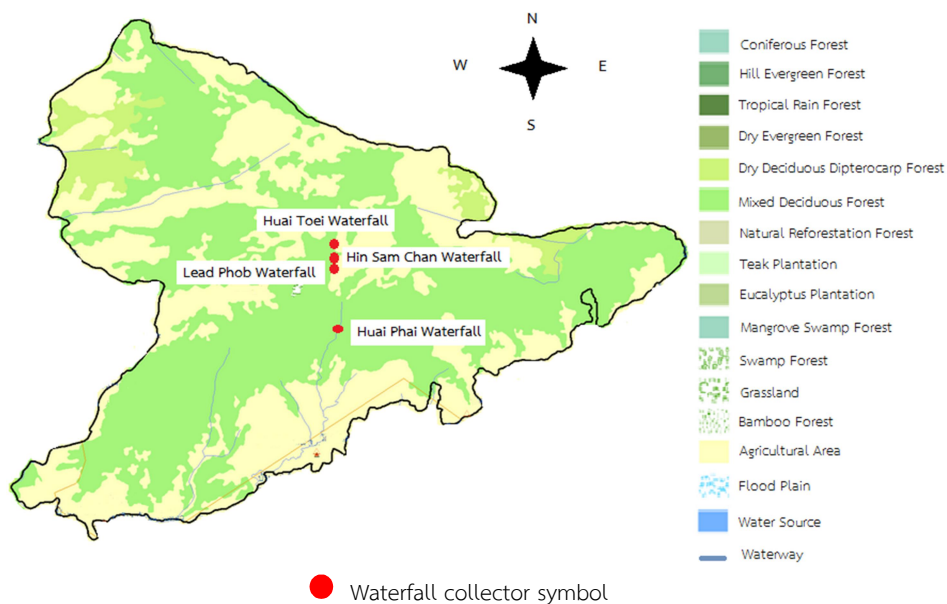 N
W
E
S
Huai Toei Waterfall
Hin Sam Chan Waterfall
Lead Phob Waterfall
Huai Phai Waterfall
Coniferous Forest
Hill Evergreen Forest
Tropical Rain Forest
Dry Evergreen Forest
Dry Deciduous Dipterocarp Forest
Mixed Deciduous Forest
Natural Reforestation Forest
Teak Plantation
Eucalyptus Plantation
Mangrove Swamp Forest
Swamp Forest
Grassland
Bamboo Forest
Agricultural Area
Flood Plain
Water Source
Waterway
Waterfall collector symbol